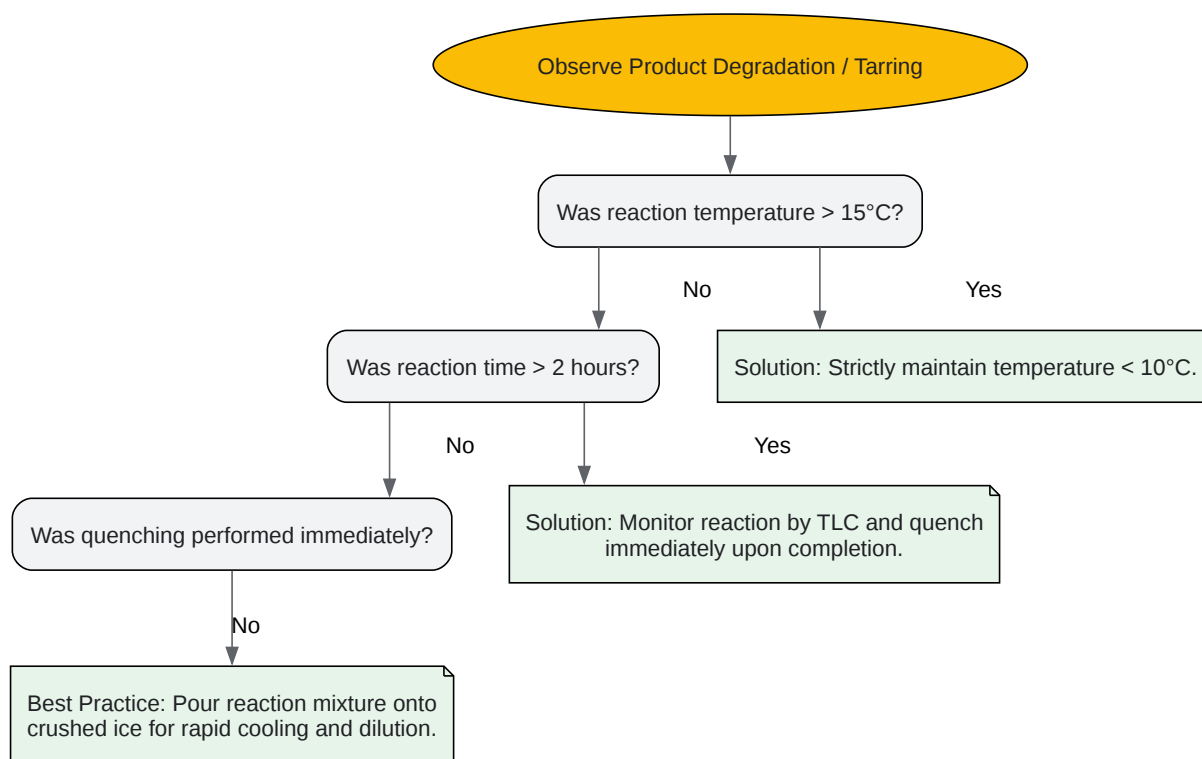 Observe Product Degradation / Tarring
Was reaction temperature > 15°C?
No
Yes
Was reaction time > 2 hours?
Solution: Strictly maintain temperature < 10°C.
No
Yes
Was quenching performed immediately?
Solution: Monitor reaction by TLC and quench
immediately upon completion.
No
Best Practice: Pour reaction mixture onto
crushed ice for rapid cooling and dilution.